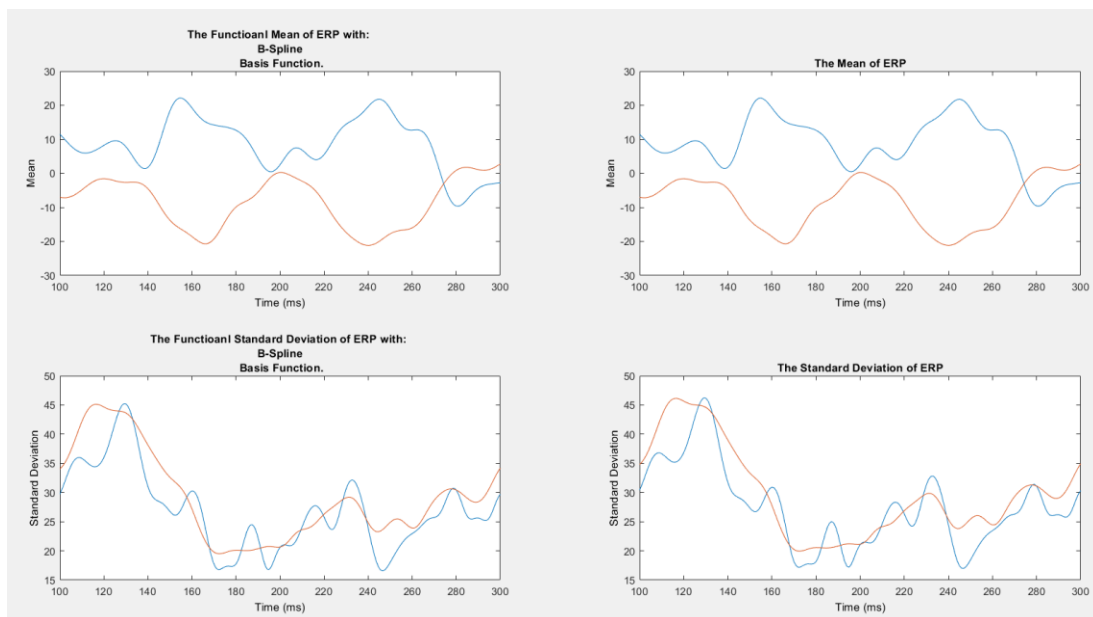 The Functioanl Mean of ERP with:
B-Spline
Basis Function.
30
20
10
0
-10
-20
-30
Mean
100 120 140 160 180 200 220 240 260 280 300
Time (ms)
The Mean of ERP
30
20
10
0
-10
-20
-30
Mean
100 120 140 160 180 200 220 240 260 280 300
Time (ms)
The Functioanl Standard Deviation of ERP with:
B-Spline
Basis Function.
50
45
40
35
30
25
20
15
Standard Deviation
100 120 140 160 180 200 220 240 260 280 300
Time (ms)
The Standard Deviation of ERP
50
45
40
35
30
25
20
15
Standard Deviation
100 120 140 160 180 200 220 240 260 280 300
Time (ms)